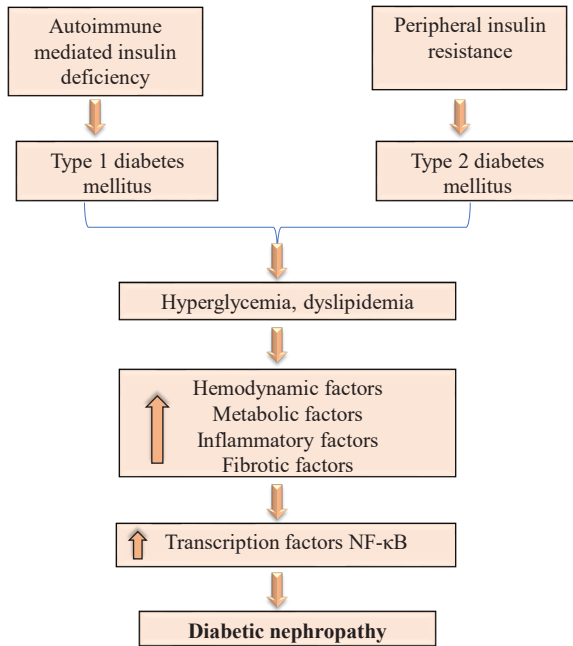 Autoimmune
mediated insulin
deficiency
Peripheral insulin
resistance
Type 1 diabetes
mellitus
Type 2 diabetes
mellitus
Hyperglycemia, dyslipidemia
Hemodynamic factors
Metabolic factors
Inflammatory factors
Fibrotic factors
Transcription factors NF-κB
Diabetic nephropathy